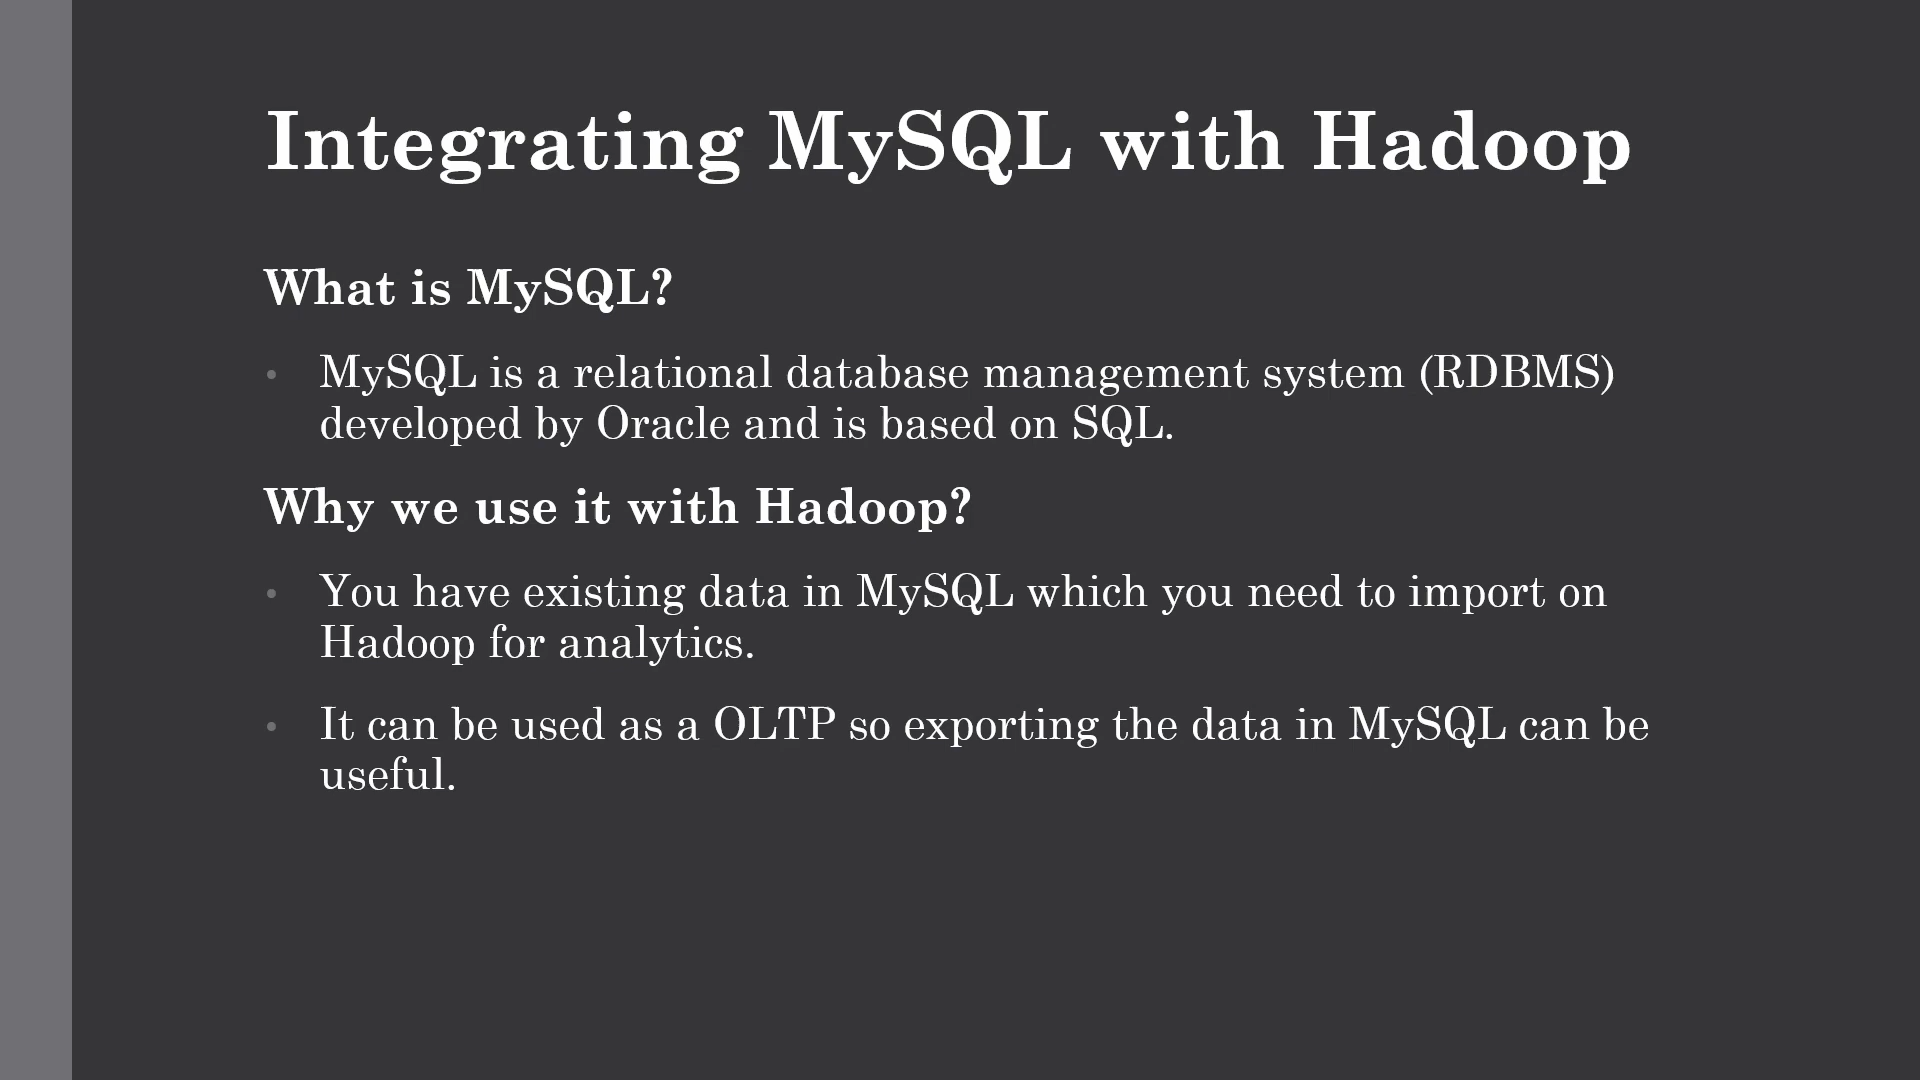 Integrating MySQL with Hadoop
What is MySQL?
• MySQL is a relational database management system (RDBMS)
developed by Oracle and is based on SQL.
Why we use it with Hadoop?
• You have existing data in MySQL which you need to import on
Hadoop for analytics.
• It can be used as a OLTP so exporting the data in MySQL can be
useful.